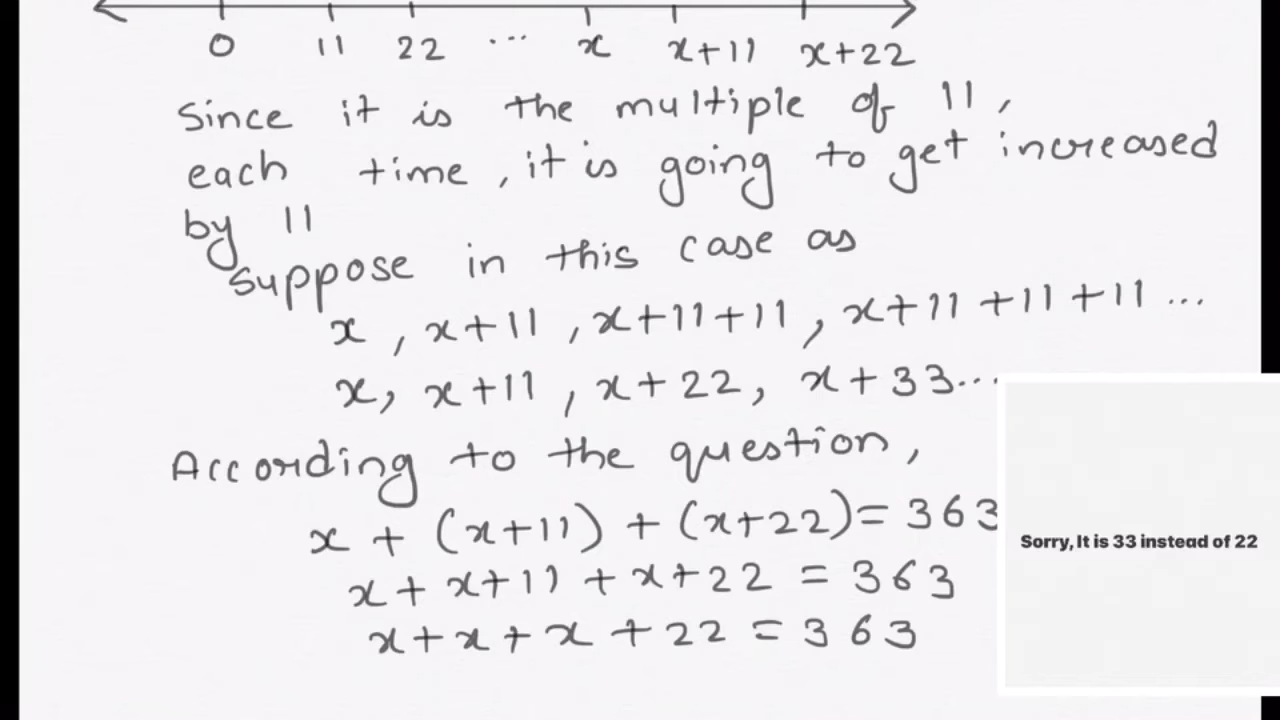 0 11 22 ... x x+11 x+22
Since it is the multiple of 11,
each time, it is going to get increased
by 11
Suppose in this case as
x, x+11, x+11+11, x+11+11+11...
x, x+11, x+22, x+33...
According to the question,
x + (x+11) + (x+22) = 363
x + x+11 + x+22 = 363
x + x + x + 22 = 363
Sorry, It is 33 instead of 22